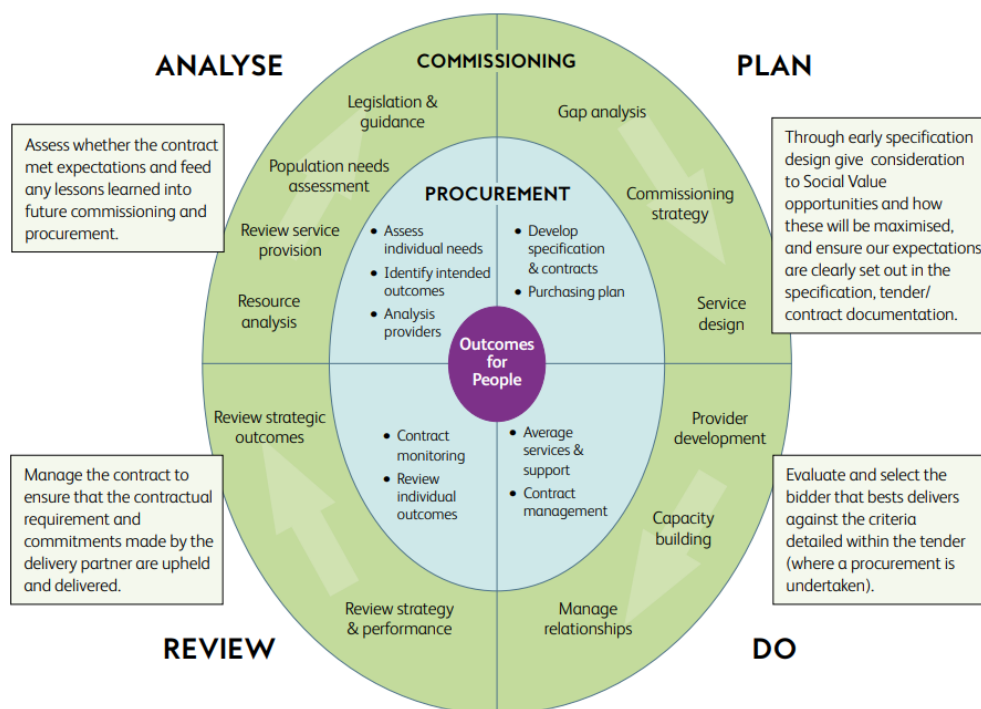 ANALYSE
COMMISSIONING
PLAN
Legislation &
guidance
Population needs
assessment
Review service
provision
Resource
analysis
Gap analysis
Commissioning
strategy
Service
design
Assess whether the contract
met expectations and feed
any lessons learned into
future commissioning and
procurement.
Through early specification
design give consideration
to Social Value
opportunities and how
these will be maximised,
and ensure our expectations
are clearly set out in the
specification, tender/
contract documentation.
PROCUREMENT
• Assess
individual needs
• Identify intended
outcomes
• Analysis
providers
• Develop
specification
& contracts
• Purchasing plan
Outcomes
for
People
Review strategic
outcomes
Review strategy
& performance
• Contract
monitoring
• Review
individual
outcomes
• Average
services &
support
• Contract
management
Provider
development
Capacity
building
Manage
relationships
Manage the contract to
ensure that the contractual
requirement and
commitments made by the
delivery partner are upheld
and delivered.
Evaluate and select the
bidder that bests delivers
against the criteria
detailed within the tender
(where a procurement is
undertaken).
REVIEW
DO